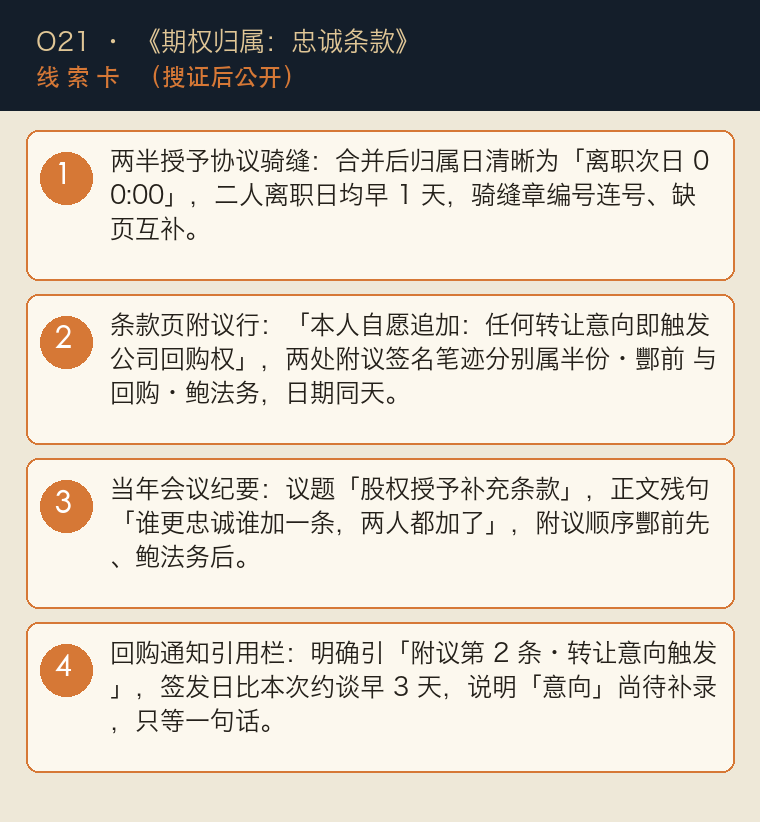 O21 · 《期权归属：忠诚条款》
线索卡 （搜证后公开）
1
两半授予协议骑缝：合并后归属日清晰为「离职次日 0
0:00」，二人离职日均早 1 天，骑缝章编号连号、缺
页互补。
2
条款页附议行：「本人自愿追加：任何转让意向即触发
公司回购权」，两处附议签名笔迹分别属半份·酆前 与
回购·鲍法务，日期同天。
3
当年会议纪要：议题「股权授予补充条款」，正文残句
「谁更忠诚谁加一条，两人都加了」，附议顺序酆前先
、鲍法务后。
4
回购通知引用栏：明确引「附议第 2 条·转让意向触发
」，签发日比本次约谈早 3 天，说明「意向」尚待补录
，只等一句话。